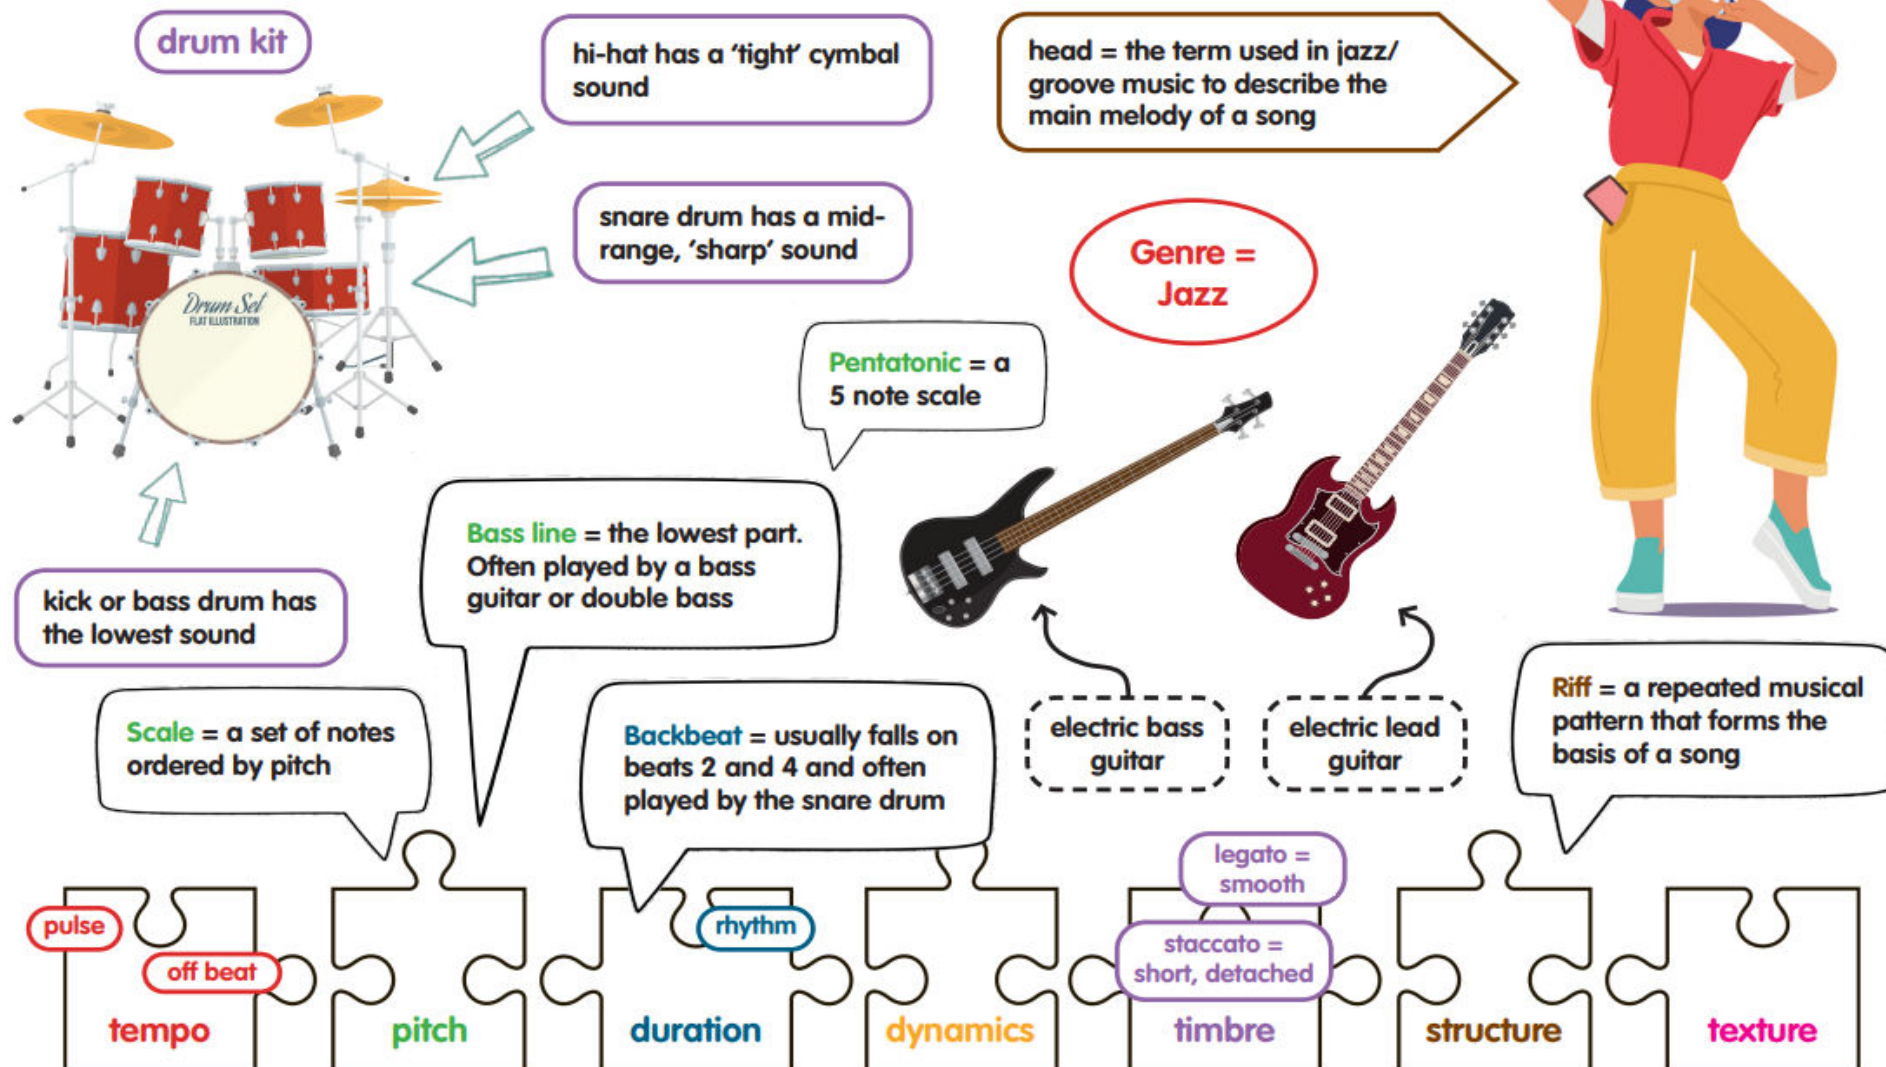 drum kit
hi-hat has a ‘tight’ cymbal
sound
head = the term used in jazz/
groove music to describe the
main melody of a song
snare drum has a mid-
range, ‘sharp’ sound
Genre =
Jazz
Drum Set
FLAT ILLUSTRATION
Pentatonic = a
5 note scale
Bass line = the lowest part.
Often played by a bass
guitar or double bass
kick or bass drum has
the lowest sound
Scale = a set of notes
ordered by pitch
Backbeat = usually falls on
beats 2 and 4 and often
played by the snare drum
electric bass
guitar
electric lead
guitar
Riff = a repeated musical
pattern that forms the
basis of a song
pulse
off beat
tempo
pitch
rhythm
duration
dynamics
legato =
smooth
staccato =
short, detached
timbre
structure
texture